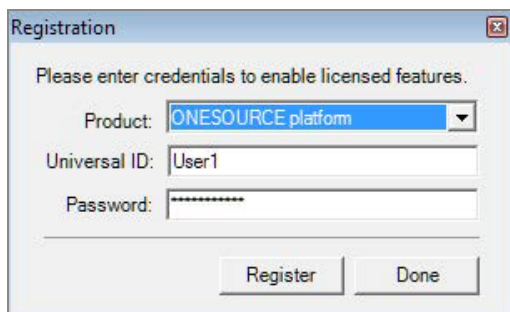 Registration
Please enter credentials to enable licensed features.
Product: ONESOURCE platform
Universal ID: User1
Password: ***********
Register Done